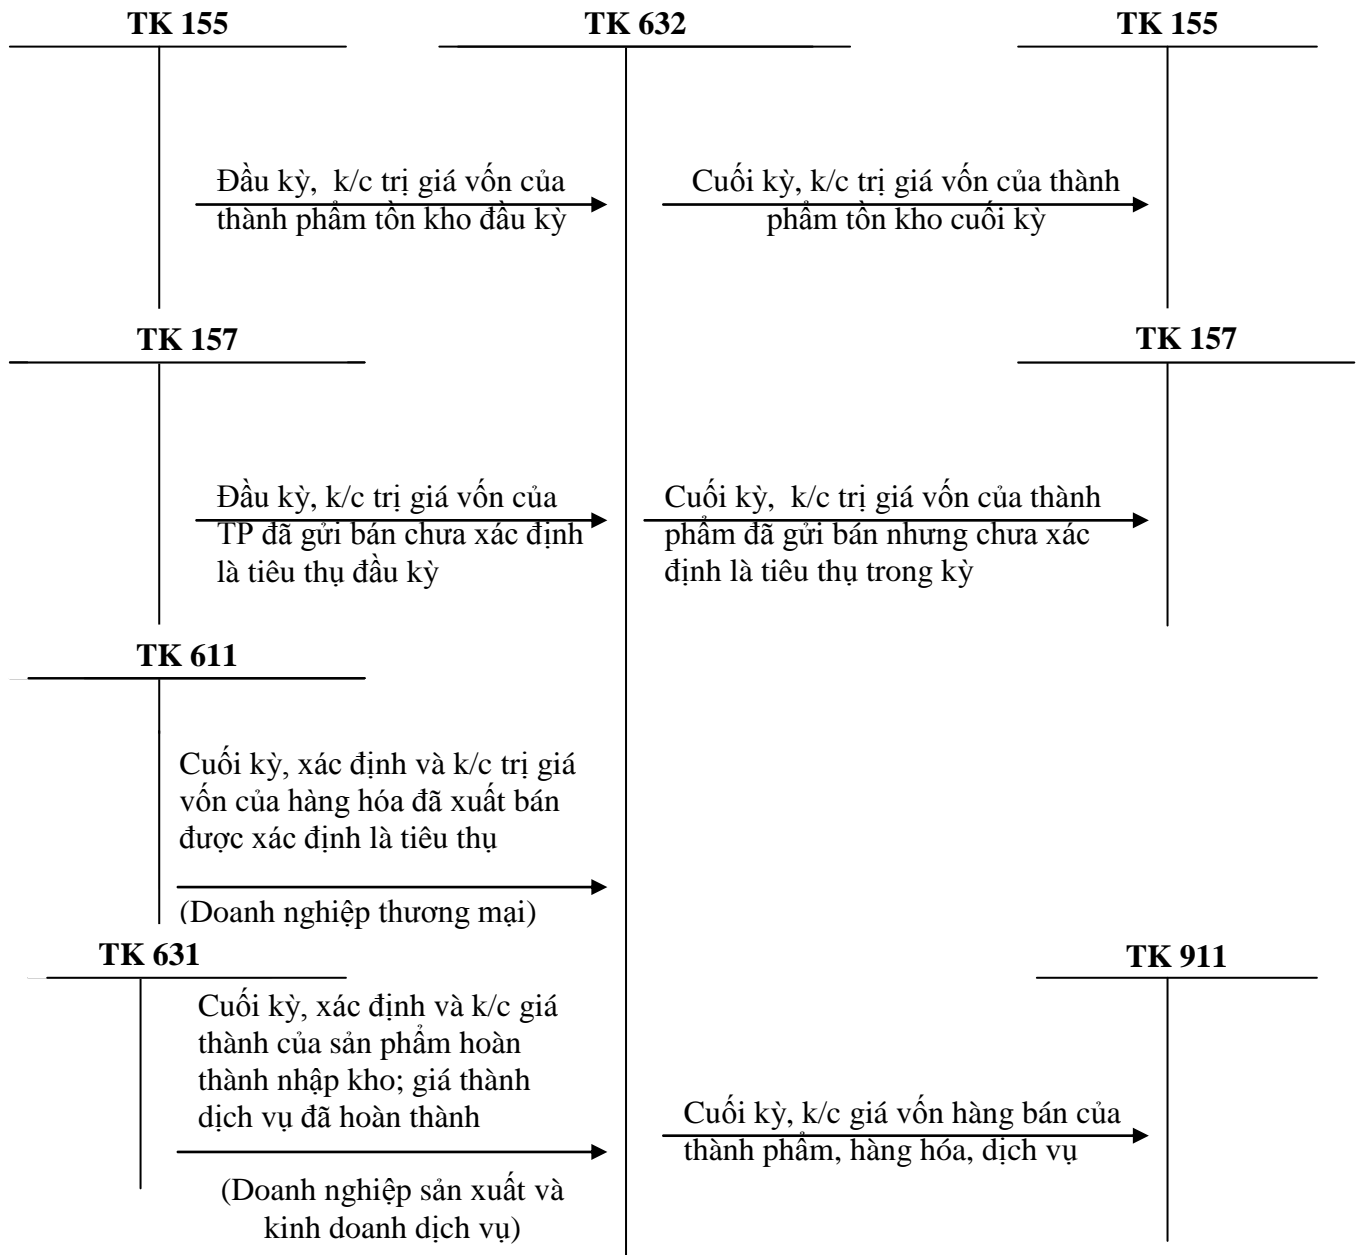 TK 155
TK 632
TK 155
Đầu kỳ, k/c trị giá vốn của
thành phẩm tồn kho đầu kỳ
Cuối kỳ, k/c trị giá vốn của thành
phẩm tồn kho cuối kỳ
TK 157
TK 157
Đầu kỳ, k/c trị giá vốn của
TP đã gửi bán chưa xác định
là tiêu thụ đầu kỳ
Cuối kỳ, k/c trị giá vốn của thành
phẩm đã gửi bán nhưng chưa xác
định là tiêu thụ trong kỳ
TK 611
Cuối kỳ, xác định và k/c trị giá
vốn của hàng hóa đã xuất bán
được xác định là tiêu thụ
(Doanh nghiệp thương mại)
TK 631
TK 911
Cuối kỳ, xác định và k/c giá
thành của sản phẩm hoàn
thành nhập kho; giá thành
dịch vụ đã hoàn thành
Cuối kỳ, k/c giá vốn hàng bán của
thành phẩm, hàng hóa, dịch vụ
(Doanh nghiệp sản xuất và
kinh doanh dịch vụ)